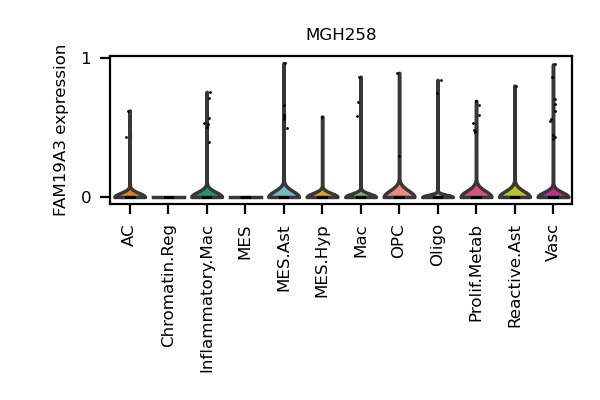 MGH258
FAM19A3 expression
1
0
AC
Chromatin.Reg
Inflammatory.Mac
MES
MES.Ast
MES.Hyp
Mac
OPC
Oligo
Prolif.Metab
Reactive.Ast
Vasc